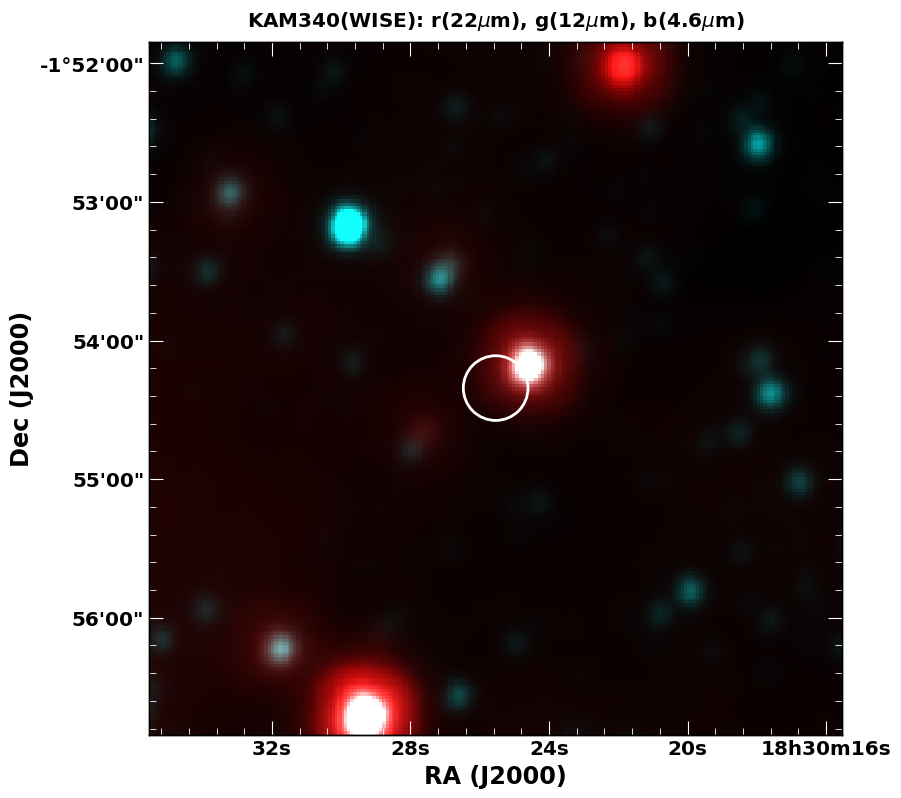 KAM340(WISE): r(22μm), g(12μm), b(4.6μm)
-1°52'00"
53'00"
54'00"
55'00"
56'00"
Dec (J2000)
32s 28s 24s 20s 18h30m16s
RA (J2000)